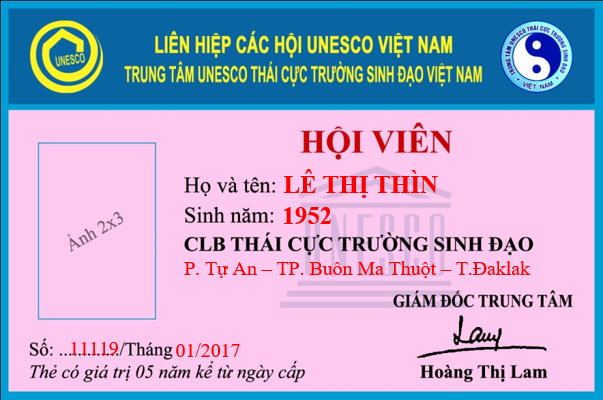 UNESCO
LIÊN HIỆP CÁC HỘI UNESCO VIỆT NAM
TRUNG TÂM UNESCO THÁI CỰC TRƯỜNG SINH ĐẠO VIỆT NAM
TRUNG TÂM UNESCO THÁI CỰC TRƯỜNG SINH ĐẠO
VIỆT NAM
HỘI VIÊN
Ảnh 2x3
Họ và tên: LÊ THỊ THÌN
Sinh năm: 1952
UNESCO
CLB THÁI CỰC TRƯỜNG SINH ĐẠO
P. Tự An – TP. Buôn Ma Thuột – T.Đaklak
GIÁM ĐỐC TRUNG TÂM
Lamy
Số: ...11119.../Tháng 01/2017
Thẻ có giá trị 05 năm kể từ ngày cấp
Hoàng Thị Lam